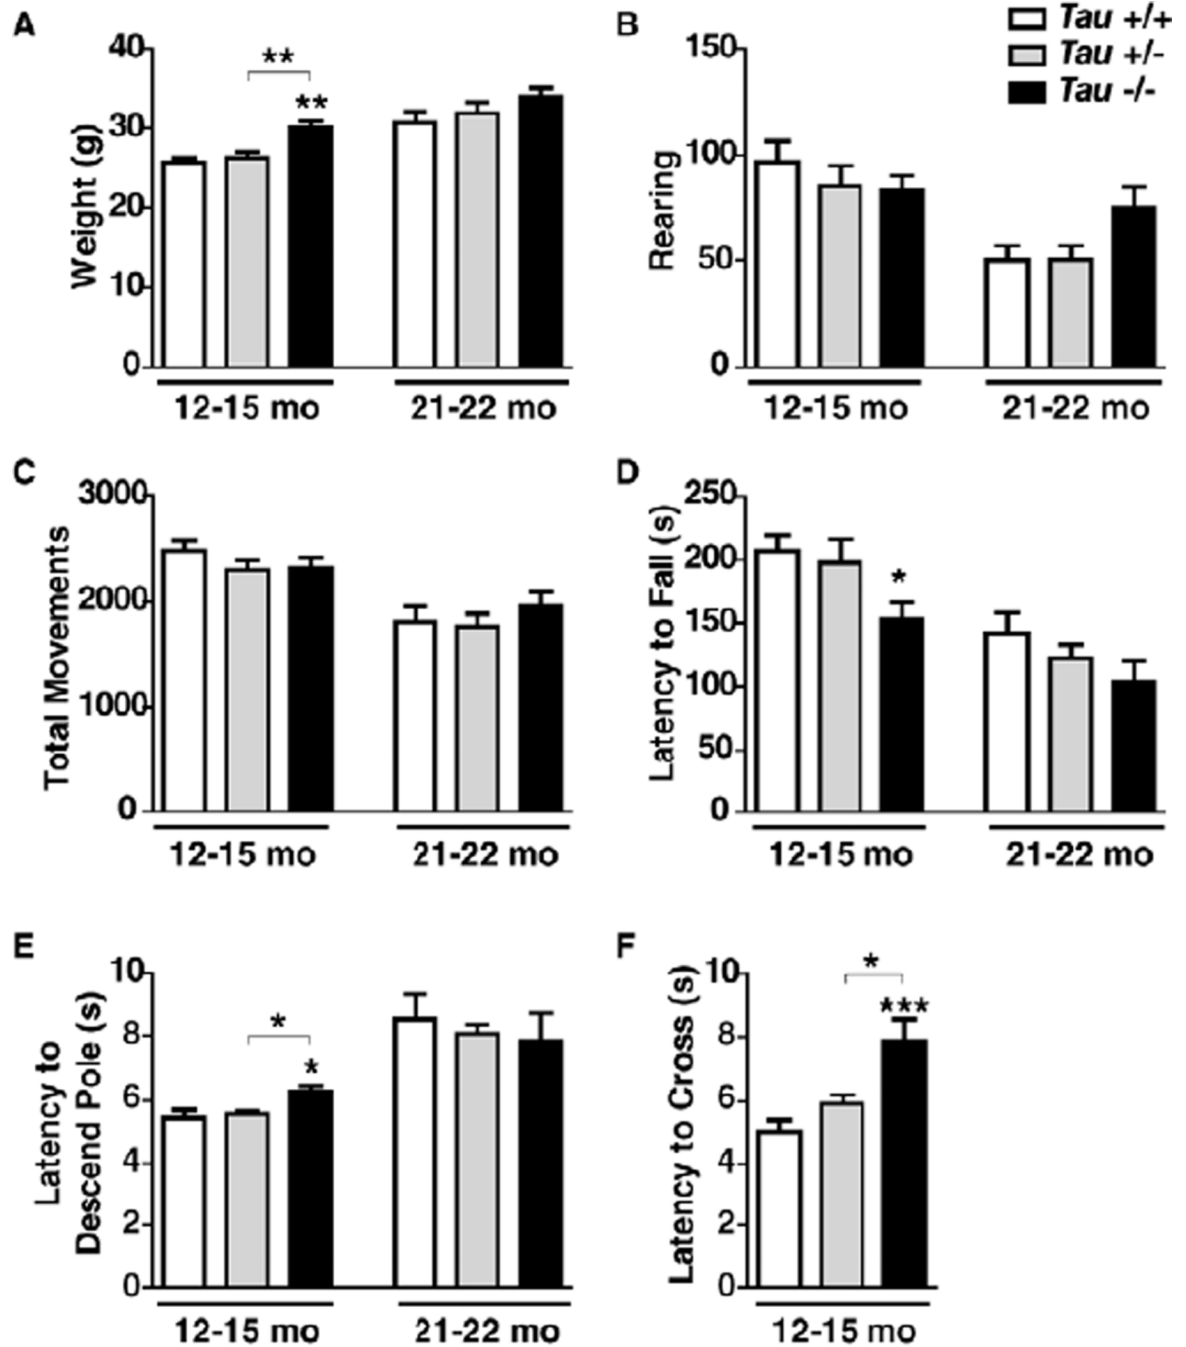 A
Weight (g)
40
30
20
10
0
**
**
12-15 mo
21-22 mo
B
Rearing
150
100
50
0
12-15 mo
21-22 mo
Tau +/+
Tau +/-
Tau -/-
C
Total Movements
3000
2000
1000
0
12-15 mo
21-22 mo
D
Latency to Fall (s)
250
200
150
100
50
0
*
12-15 mo
21-22 mo
E
Latency to
Descend Pole (s)
10
8
6
4
2
0
*
*
12-15 mo
21-22 mo
F
Latency to Cross (s)
10
8
6
4
2
0
*
***
12-15 mo